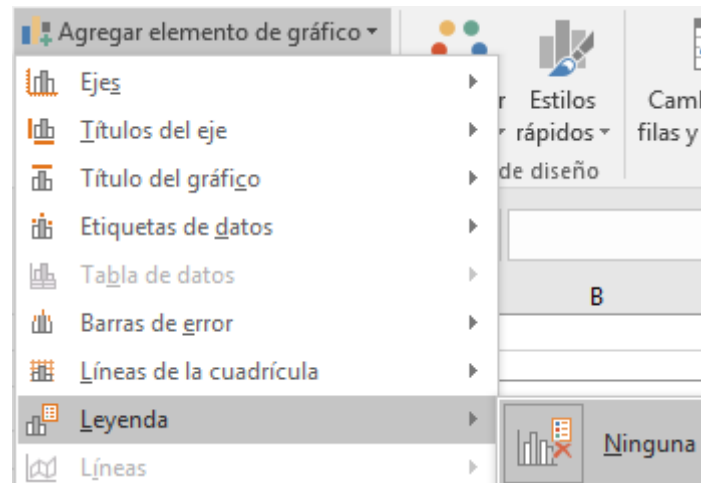 Agregar elemento de gráfico
Ejes
Títulos del eje
Título del gráfico
Etiquetas de datos
Tabla de datos
Barras de error
Líneas de la cuadrícula
Leyenda
Líneas
Ninguna
r Estilos
rápidos
de diseño
filas y
B